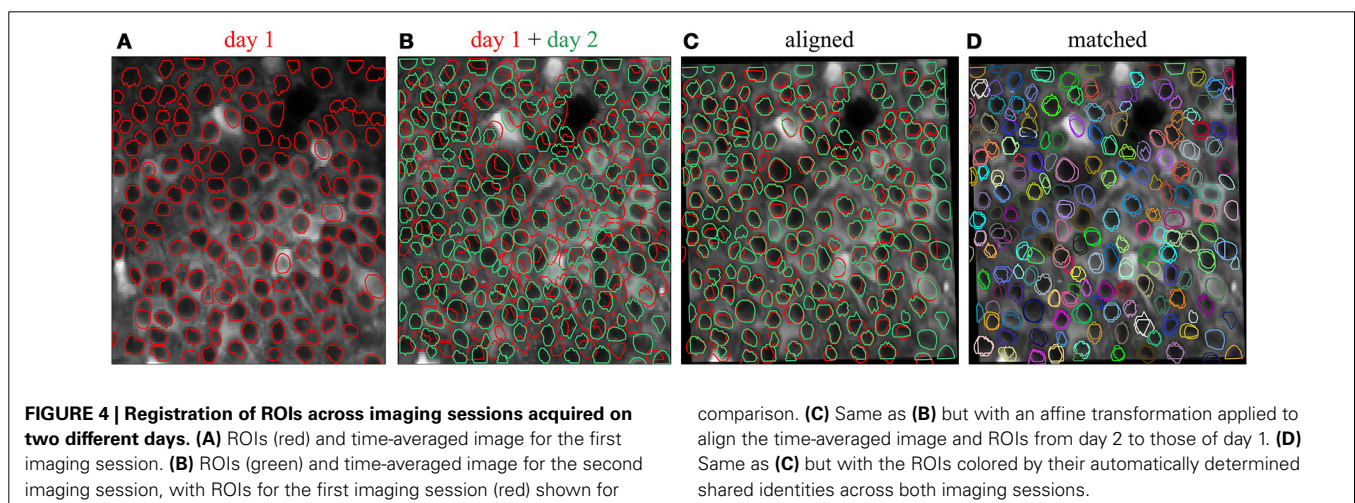 A day 1
B day 1 + day 2
C aligned
D matched
FIGURE 4 | Registration of ROIs across imaging sessions acquired on
two different days. (A) ROIs (red) and time-averaged image for the first
imaging session. (B) ROIs (green) and time-averaged image for the second
imaging session, with ROIs for the first imaging session (red) shown for
comparison. (C) Same as (B) but with an affine transformation applied to
align the time-averaged image and ROIs from day 2 to those of day 1. (D)
Same as (C) but with the ROIs colored by their automatically determined
shared identities across both imaging sessions.